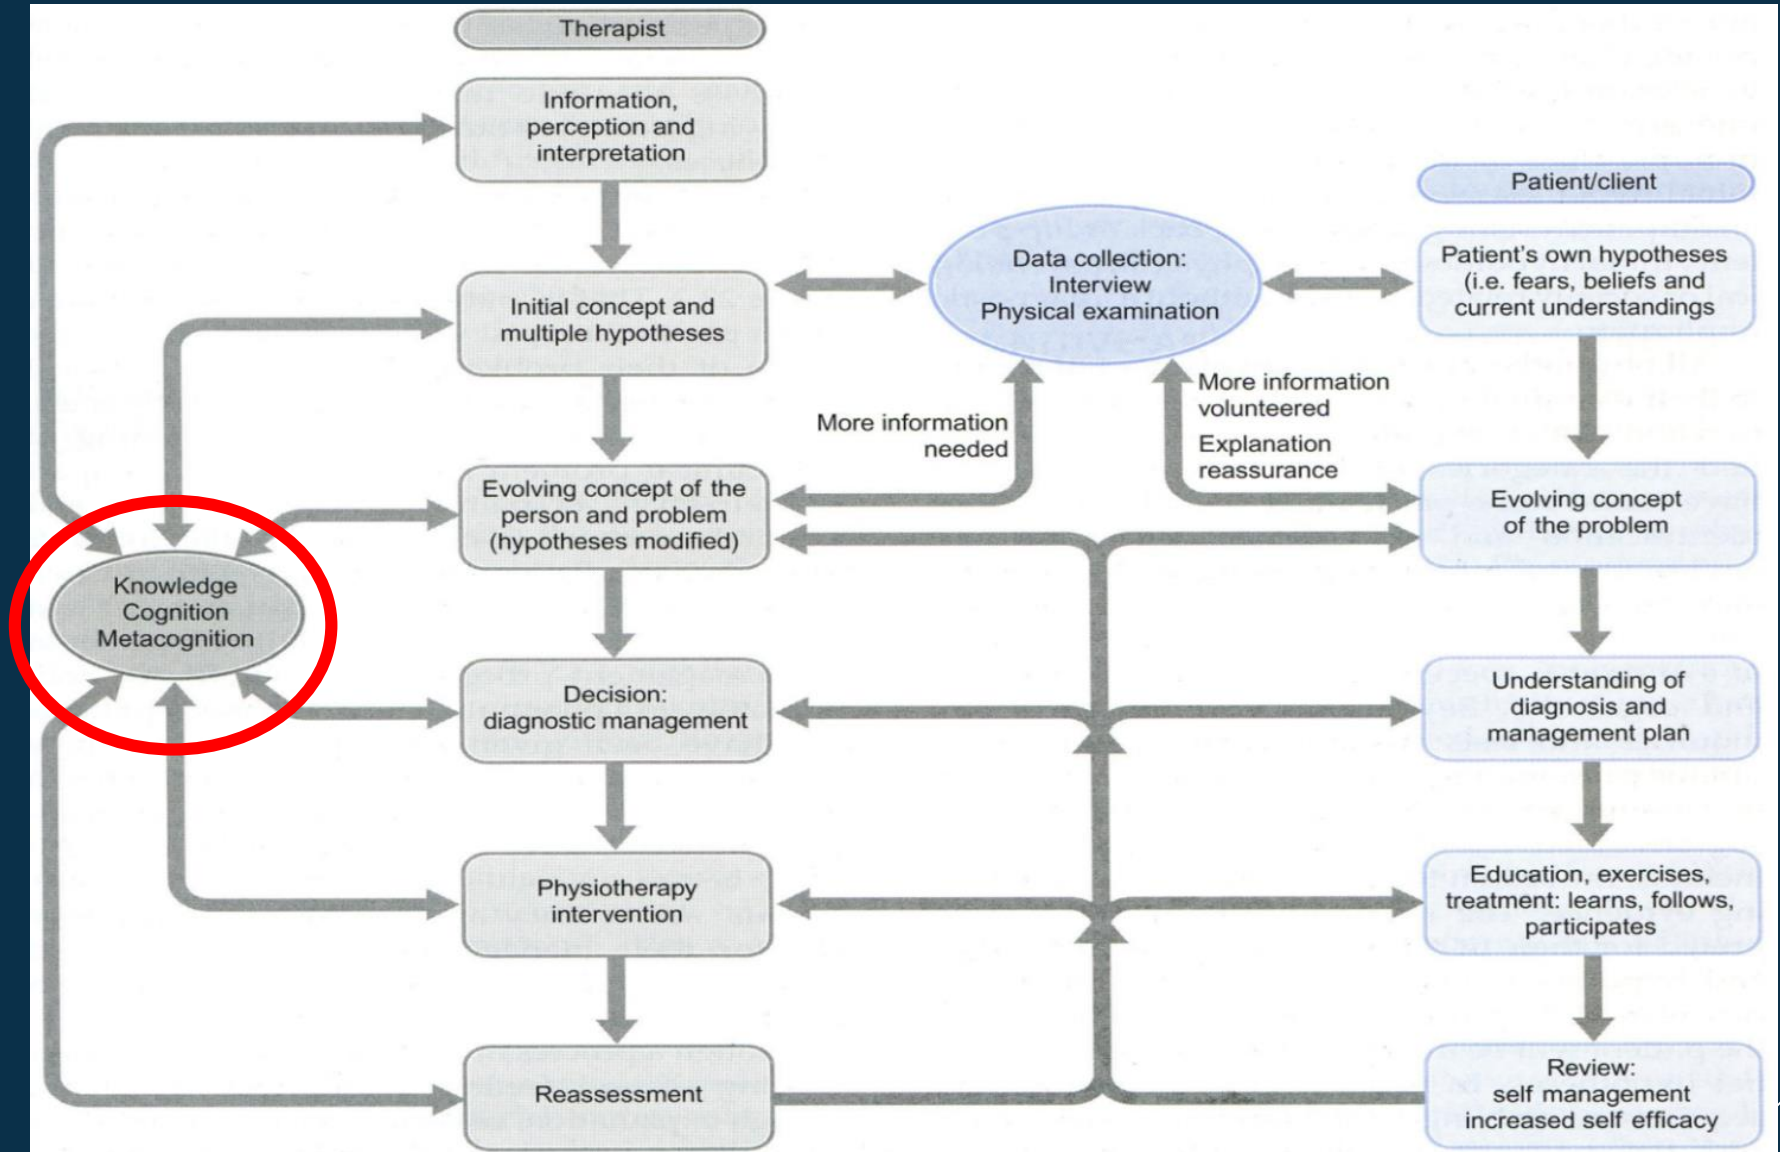 Therapist
Information,
perception and
interpretation
Patient/client
Initial concept and
multiple hypotheses
Data collection:
Interview
Physical examination
Patient's own hypotheses
(i.e. fears, beliefs and
current understandings
More information
needed
More information
volunteered
Explanation
reassurance
Evolving concept of the
person and problem
(hypotheses modified)
Evolving concept
of the problem
Knowledge
Cognition
Metacognition
Decision:
diagnostic management
Understanding of
diagnosis and
management plan
Physiotherapy
intervention
Education, exercises,
treatment: learns, follows,
participates
Reassessment
Review:
self management
increased self efficacy